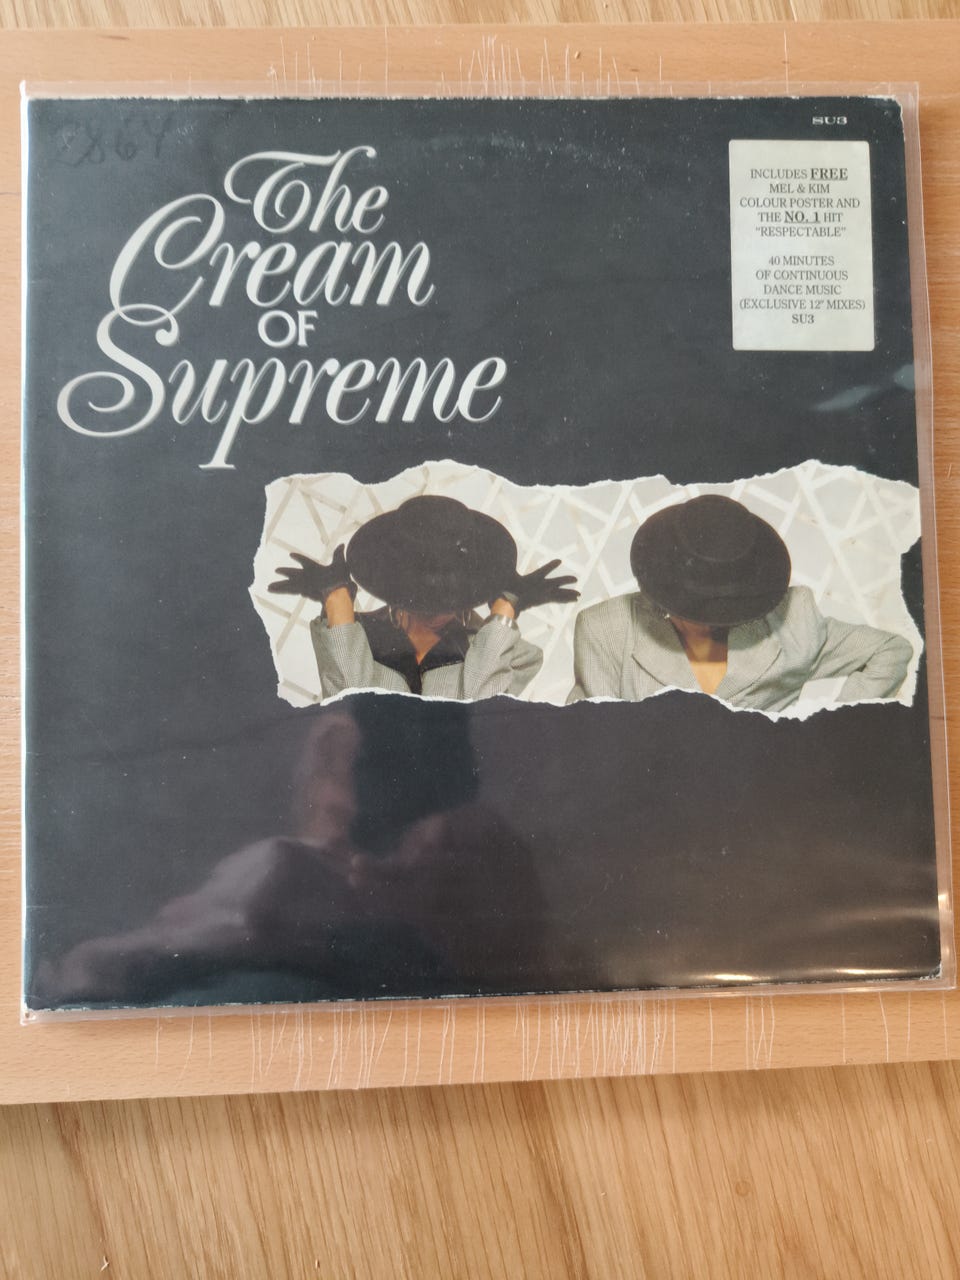 The
Cream
OF
Supreme
SU3
INCLUDES FREE
MEL & KIM
COLOUR POSTER AND
THE NO. 1 HIT
“RESPECTABLE”
40 MINUTES
OF CONTINUOUS
DANCE MUSIC
(EXCLUSIVE 12" MIXES)
SU3